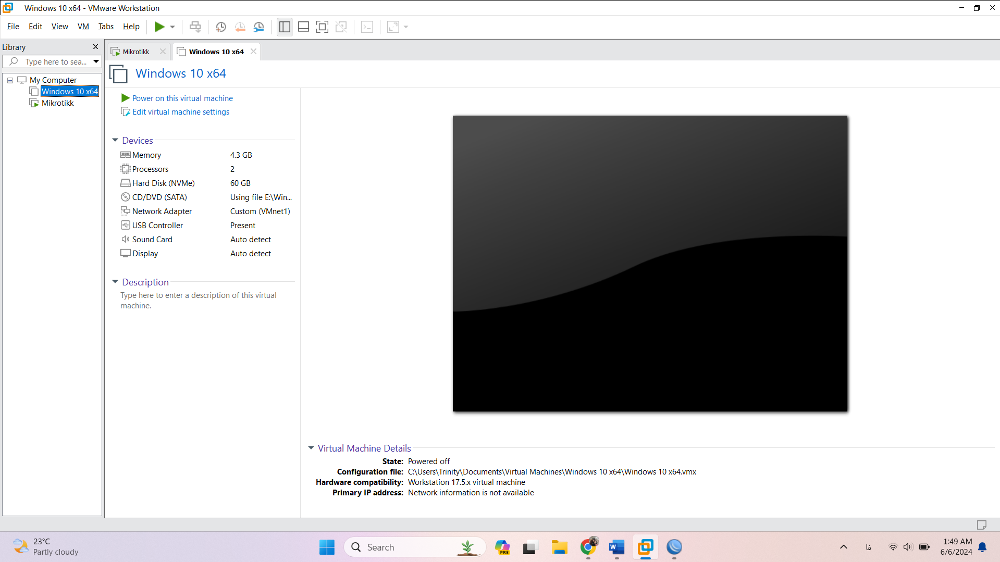 Windows 10 x64 - VMware Workstation
File Edit View VM Tabs Help
Library
Type here to sea...
My Computer
Windows 10 x64
Mikrotikk
Mikrotikk
Windows 10 x64
Windows 10 x64
Power on this virtual machine
Edit virtual machine settings
Devices
Memory 4.3 GB
Processors 2
Hard Disk (NVMe) 60 GB
CD/DVD (SATA) Using file E:\Win...
Network Adapter Custom (VMnet1)
USB Controller Present
Sound Card Auto detect
Display Auto detect
Description
Type here to enter a description of this virtual
machine.
Virtual Machine Details
State: Powered off
Configuration file: C:\Users\Trinity\Documents\Virtual Machines\Windows 10 x64\Windows 10 x64.vmx
Hardware compatibility: Workstation 17.5.x virtual machine
Primary IP address: Network information is not available
23°C
Partly cloudy
Search
PRE
W
فا
1:49 AM
6/6/2024